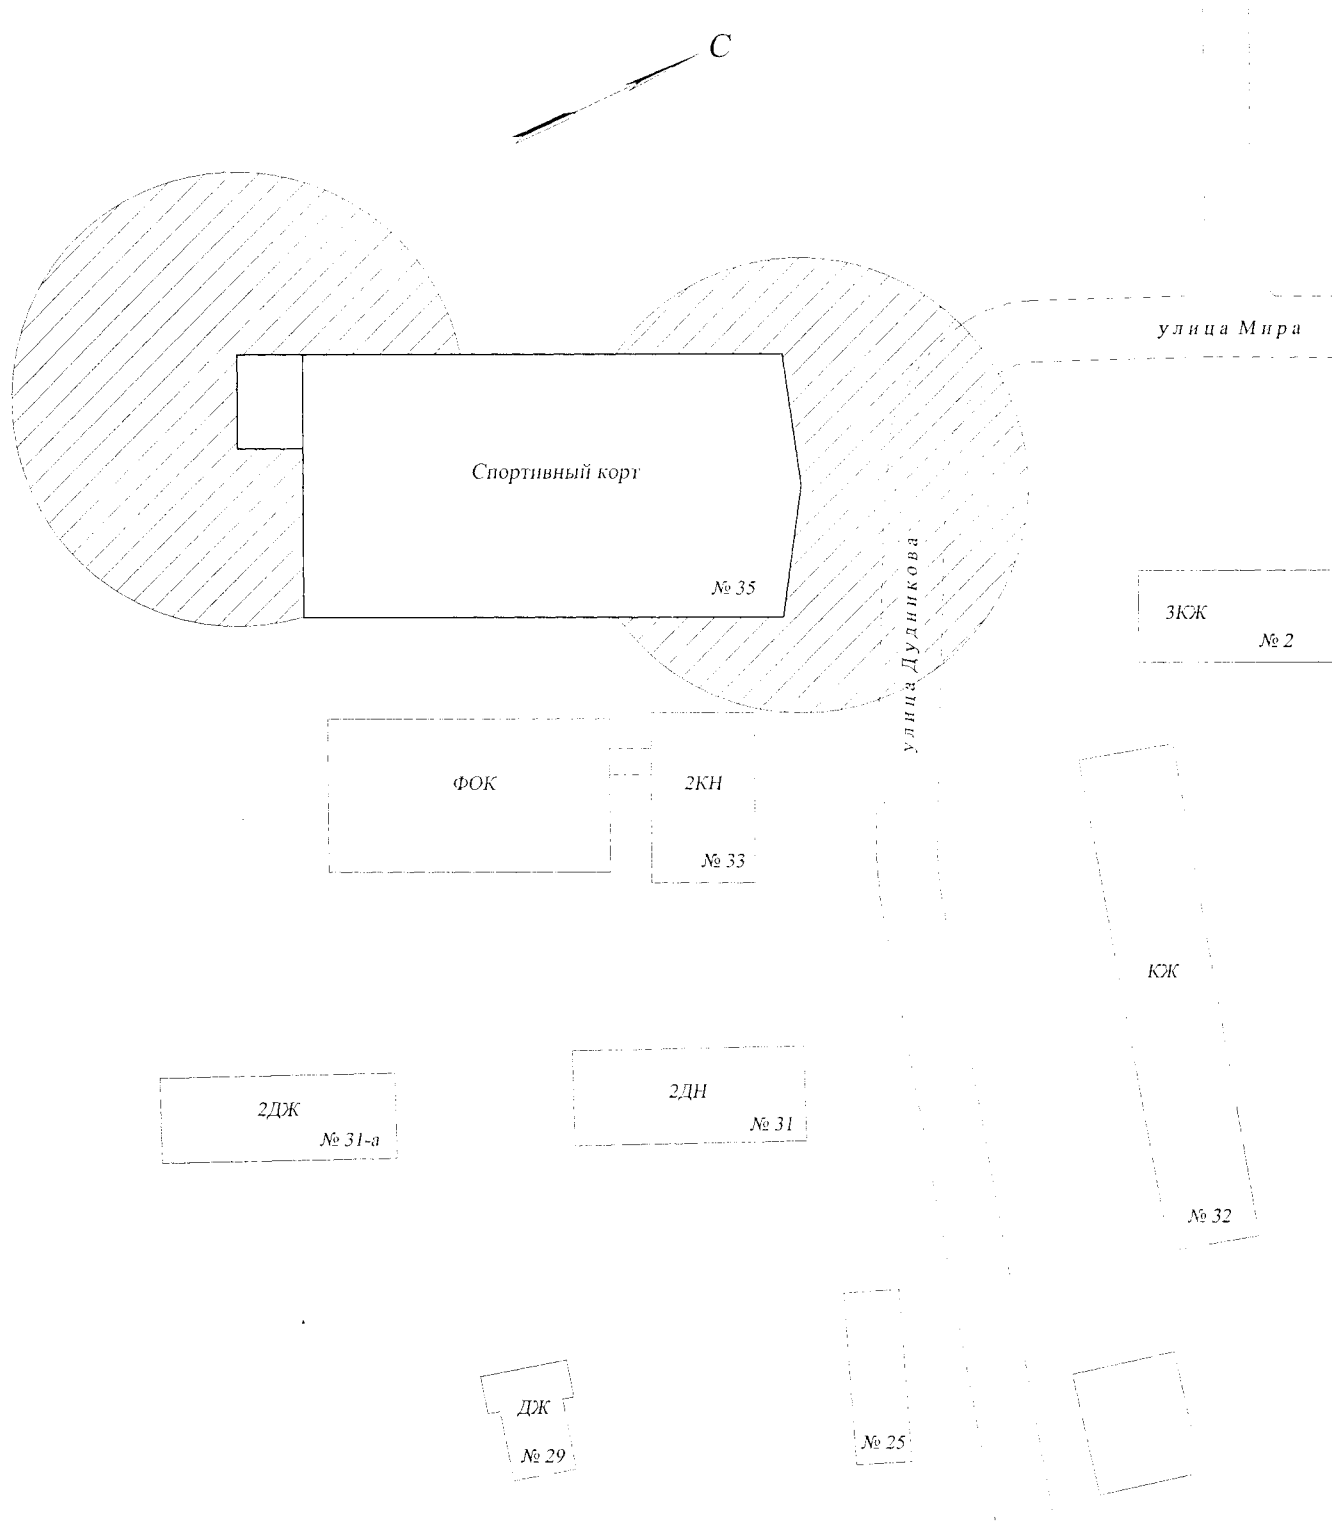 С
улица Мира
Спортивный корт
№ 35
улица Дудникова
3КЖ
№ 2
ФОК
2КН
№ 33
КЖ
2ДЖ
№ 31-а
2ДН
№ 31
№ 32
ДЖ
№ 29
№ 25